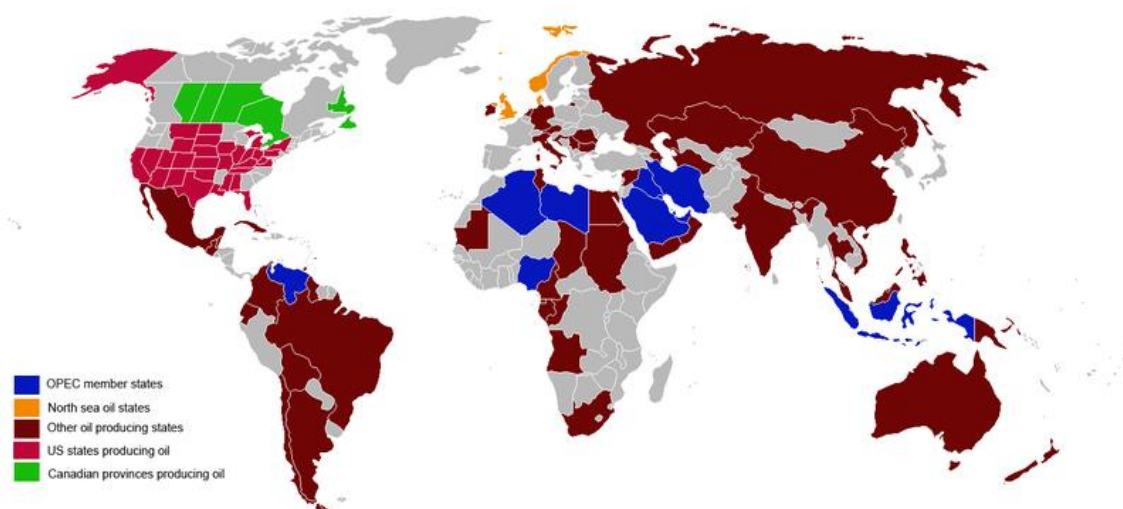 OPEC member states
North sea oil states
Other oil producing states
US states producing oil
Canadian provinces producing oil